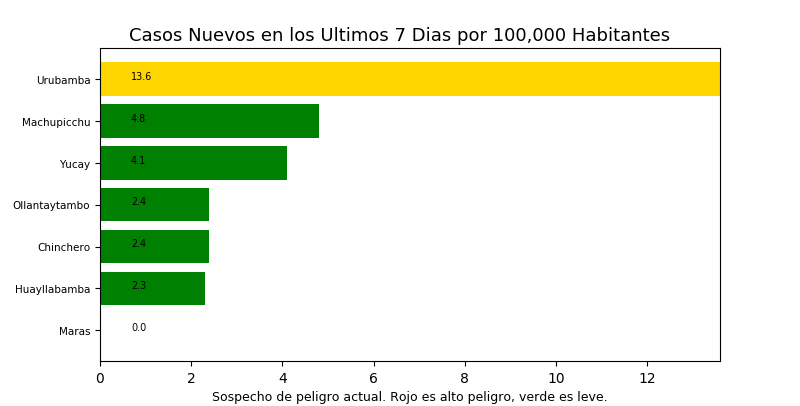 Casos Nuevos en los Ultimos 7 Dias por 100,000 Habitantes
Urubamba 13.6
Machupicchu 4.8
Yucay 4.1
Ollantaytambo 2.4
Chinchero 2.4
Huayllabamba 2.3
Maras 0.0
0 2 4 6 8 10 12
Sospecho de peligro actual. Rojo es alto peligro, verde es leve.